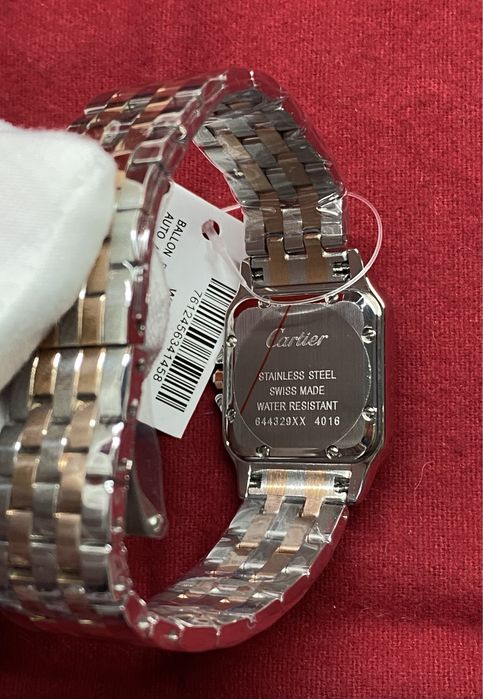 BALLON
AUTO
7612456341458
Cartier
STAINLESS STEEL
SWISS MADE
WATER RESISTANT
644329XX 4016